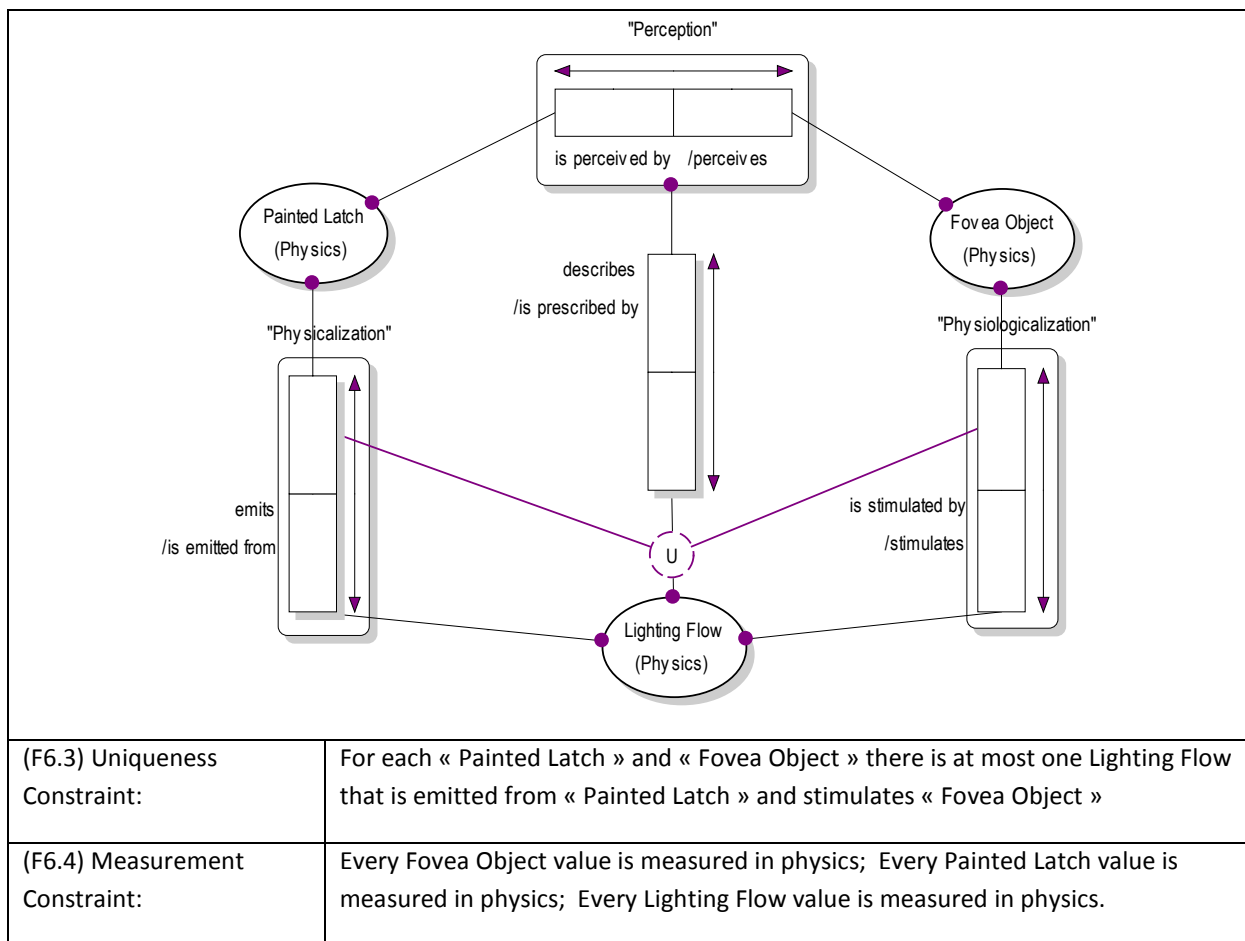 "Perception"
is perceived by /perceives
Painted Latch
(Physics)
Fovea Object
(Physics)
describes
/is prescribed by
"Physicalization"
"Physiologicalization"
emits
/is emitted from
is stimulated by
/stimulates
U
Lighting Flow
(Physics)
(F6.3) Uniqueness
Constraint:
For each « Painted Latch » and « Fovea Object » there is at most one Lighting Flow
that is emitted from « Painted Latch » and stimulates « Fovea Object »
(F6.4) Measurement
Constraint:
Every Fovea Object value is measured in physics; Every Painted Latch value is
measured in physics; Every Lighting Flow value is measured in physics.